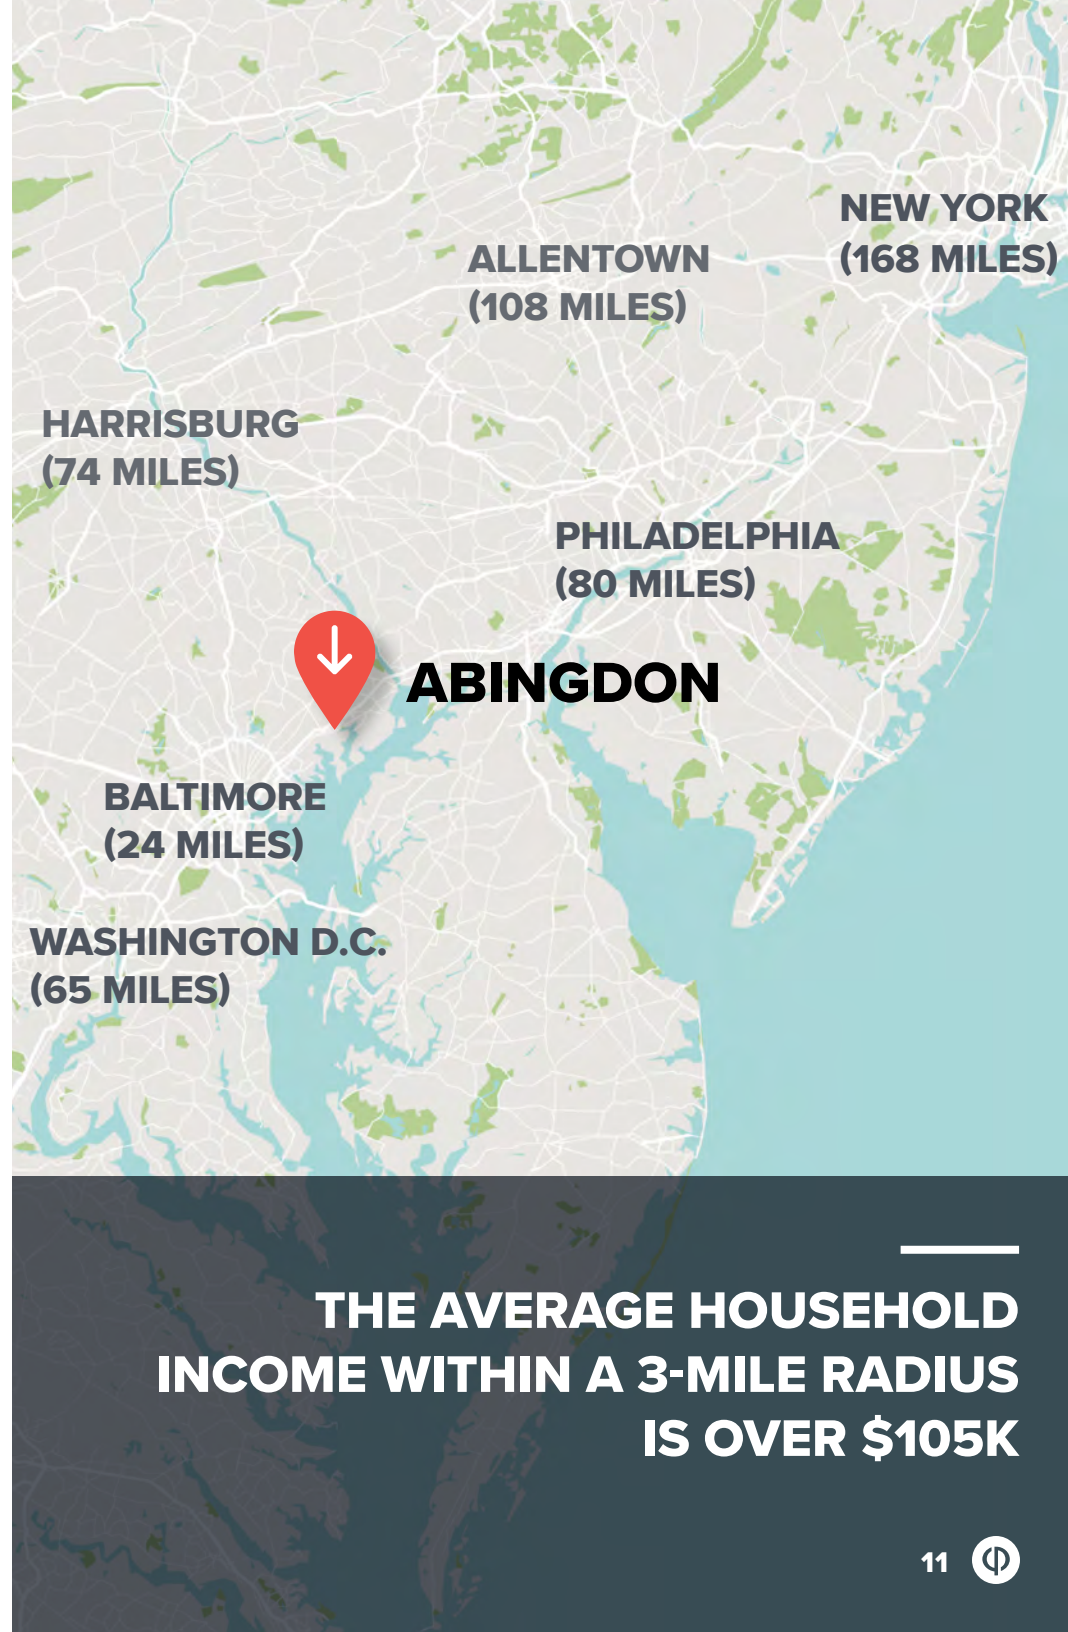 NEW YORK
(168 MILES)
ALLENTOWN
(108 MILES)
HARRISBURG
(74 MILES)
PHILADELPHIA
(80 MILES)
ABINGDON
BALTIMORE
(24 MILES)
WASHINGTON D.C.
(65 MILES)
THE AVERAGE HOUSEHOLD
INCOME WITHIN A 3-MILE RADIUS
IS OVER $105K
11